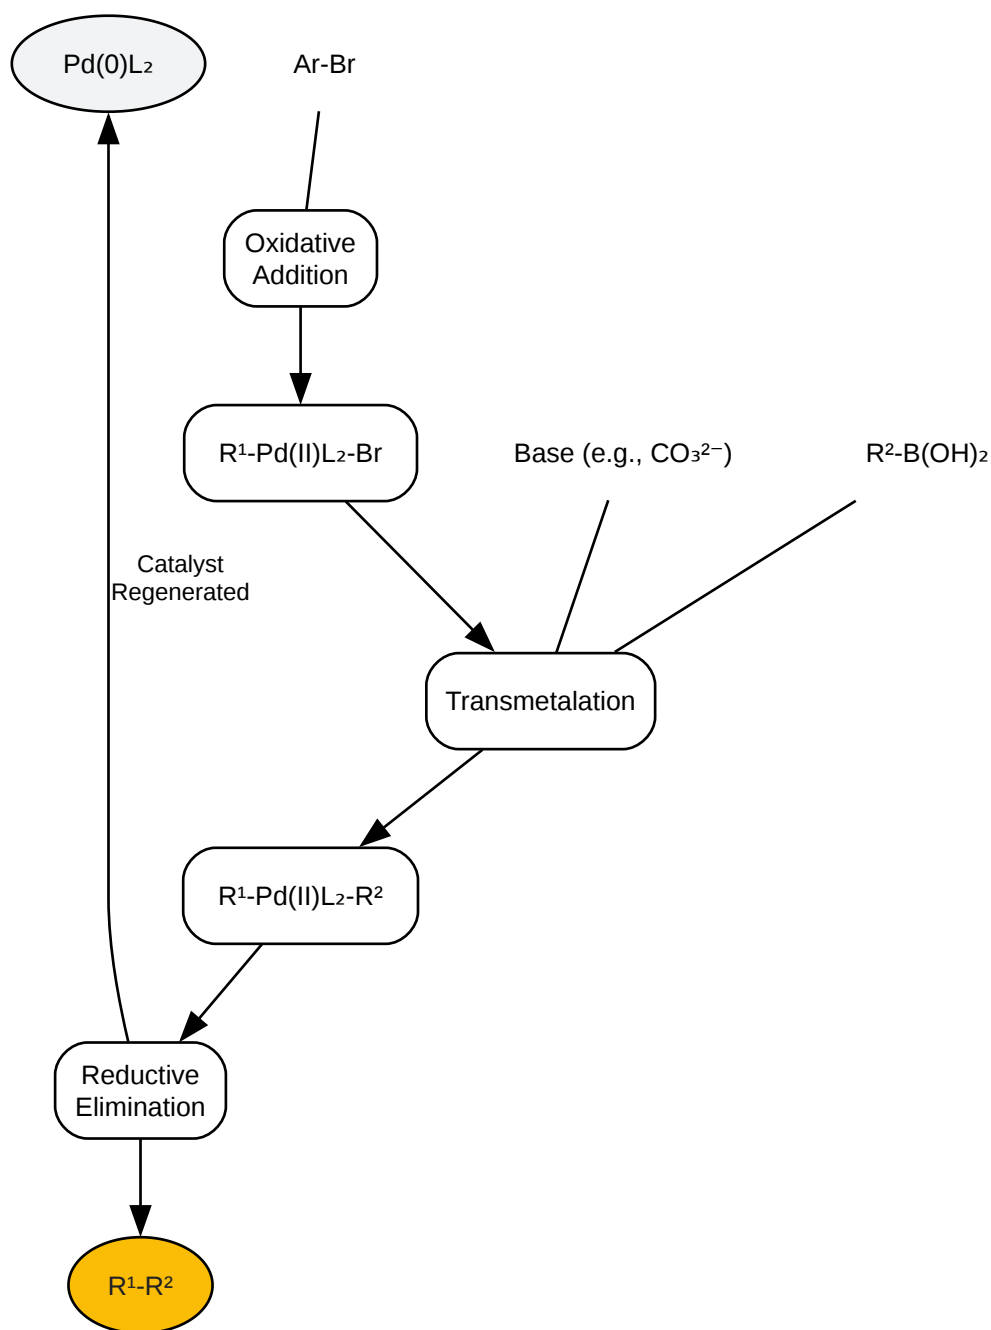 Pd(0)L₂
Ar-Br
Oxidative
Addition
R¹-Pd(II)L₂-Br
Base (e.g., CO₃²⁻)
R²-B(OH)₂
Catalyst
Regenerated
Transmetalation
R¹-Pd(II)L₂-R²
Reductive
Elimination
R¹-R²